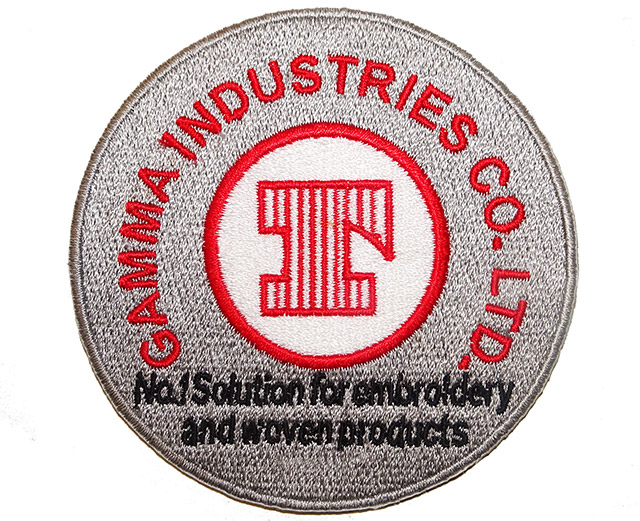 GAMMA INDUSTRIES CO. LTD.
Γ
No.1 Solution for embroidery
and woven products